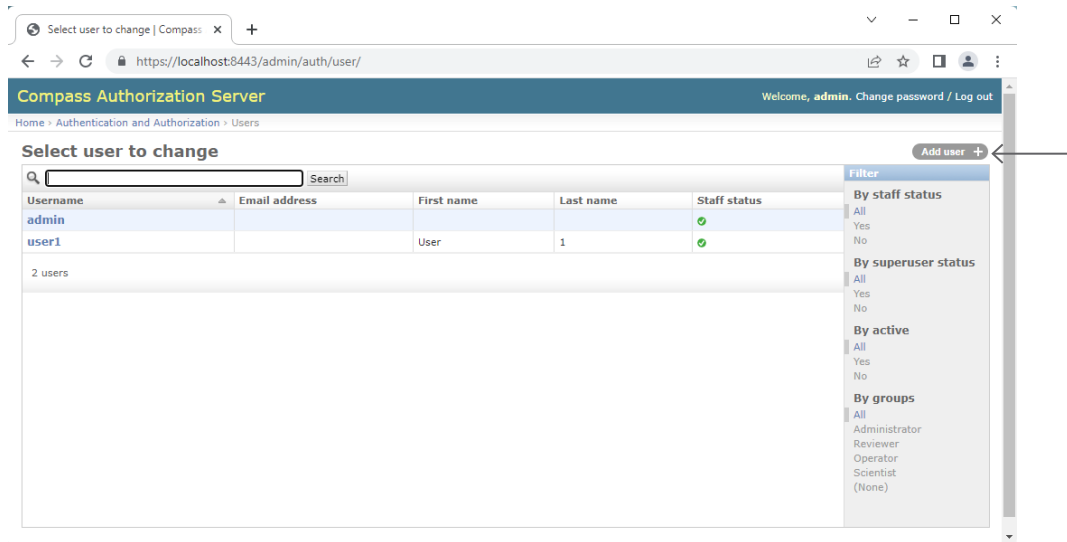 Select user to change | Compass
https://localhost:8443/admin/auth/user/
Compass Authorization Server
Welcome, admin. Change password / Log out
Home › Authentication and Authorization › Users
Select user to change
Add user +
Search
Filter
Username Email address First name Last name Staff status
admin
user1 User 1
2 users
By staff status
All
Yes
No
By superuser status
All
Yes
No
By active
All
Yes
No
By groups
All
Administrator
Reviewer
Operator
Scientist
(None)